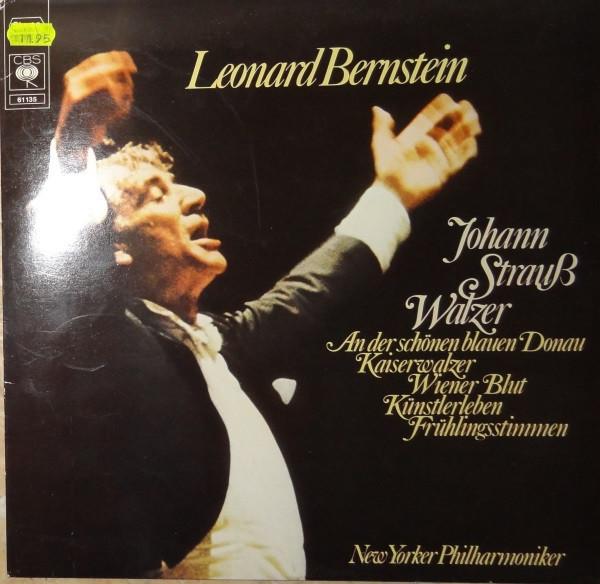 11.95
CBS
61135
Leonard Bernstein
Johann
Strauß
Walzer
An der schönen blauen Donau
Kaiserwalzer
Wiener Blut
Künstlerleben
Frühlingsstimmen
New Yorker Philharmoniker